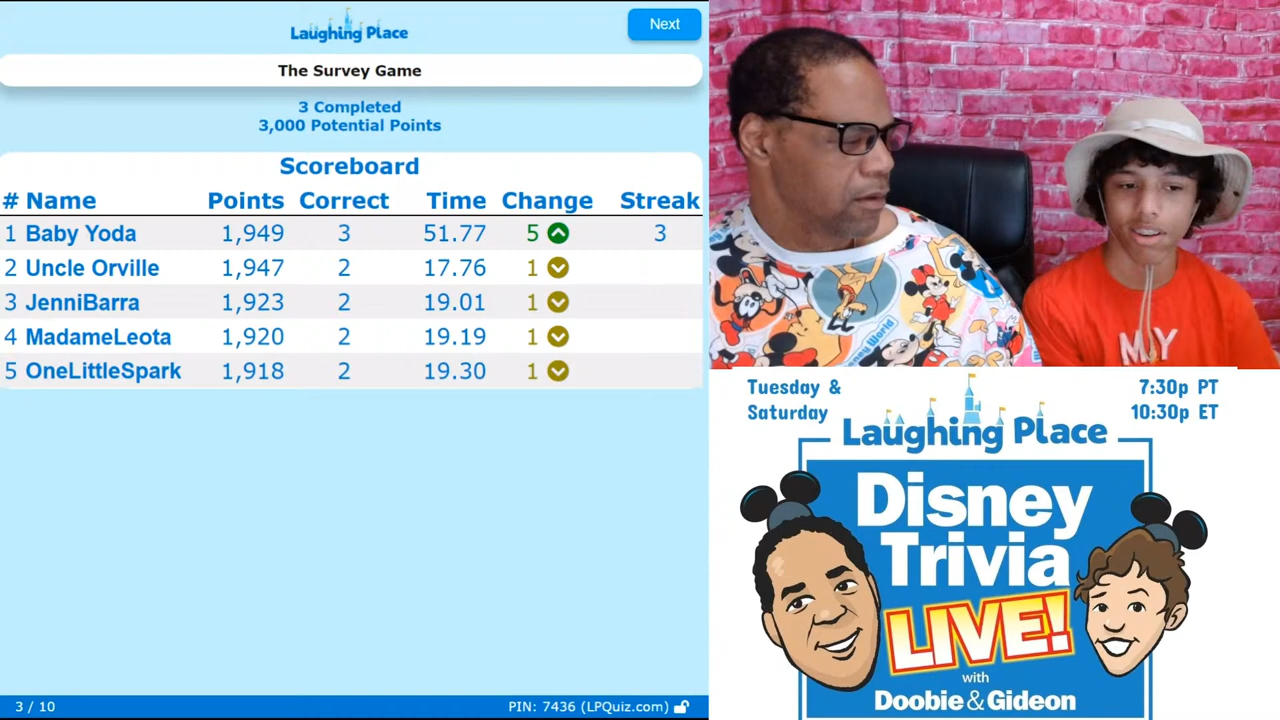 Laughing Place
Next
The Survey Game
3 Completed
3,000 Potential Points
Scoreboard
# Name Points Correct Time Change Streak
1 Baby Yoda 1,949 3 51.77 5 3
2 Uncle Orville 1,947 2 17.76 1
3 JenniBarra 1,923 2 19.01 1
4 MadameLeota 1,920 2 19.19 1
5 OneLittleSpark 1,918 2 19.30 1
3 / 10
PIN: 7436 (LPQuiz.com)
Tuesday & 7:30p PT
Saturday 10:30p ET
Laughing Place
Disney
Trivia
LIVE!
with
Doobie & Gideon